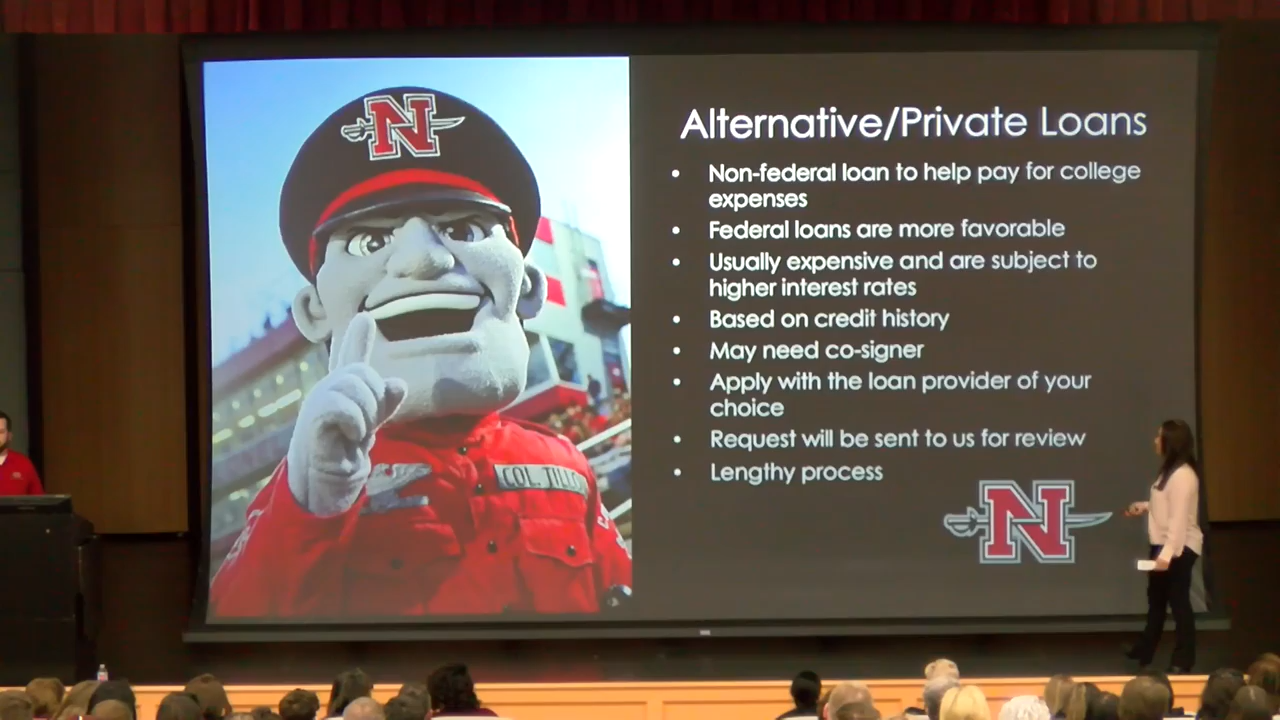 N
COL. TILLOU
Alternative/Private Loans
• Non-federal loan to help pay for college
expenses
• Federal loans are more favorable
• Usually expensive and are subject to
higher interest rates
• Based on credit history
• May need co-signer
• Apply with the loan provider of your
choice
• Request will be sent to us for review
• Lengthy process
N